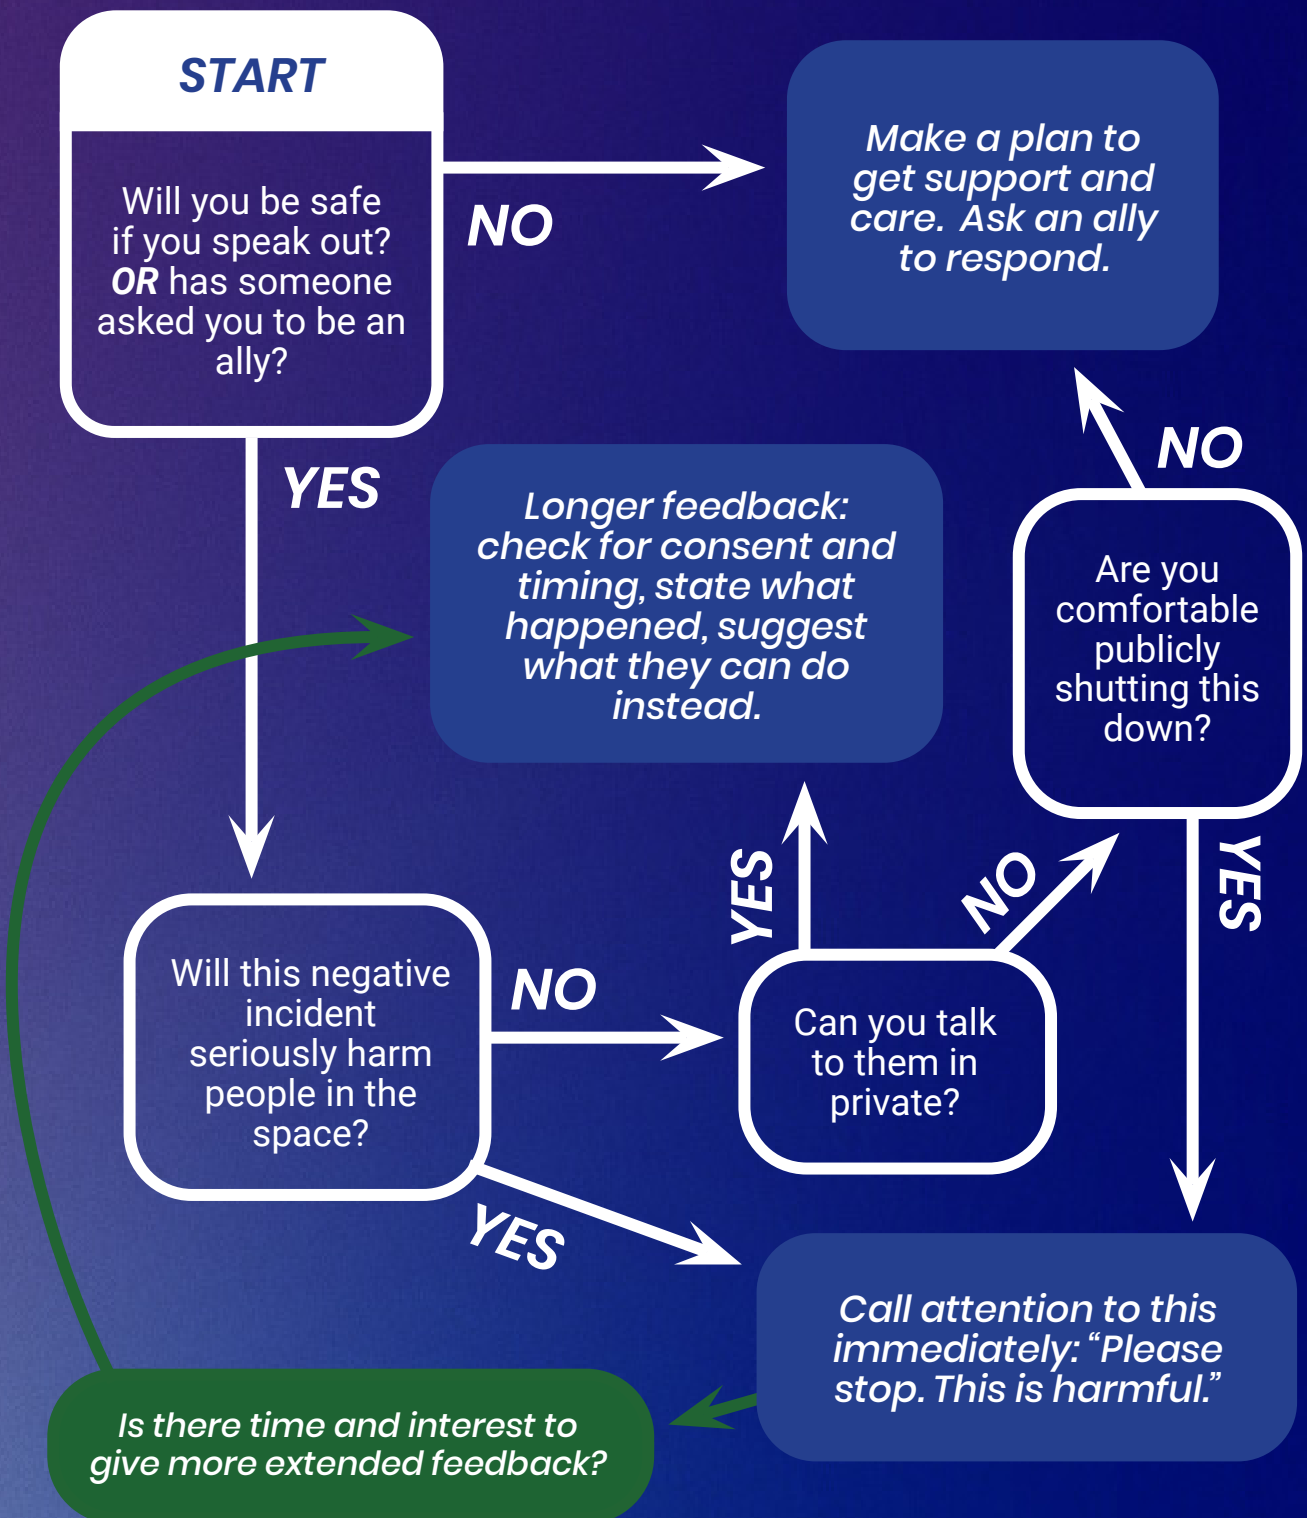 START
Will you be safe
if you speak out?
OR has someone
asked you to be an
ally?
NO
Make a plan to
get support and
care. Ask an ally
to respond.
YES
Longer feedback:
check for consent and
timing, state what
happened, suggest
what they can do
instead.
NO
Are you
comfortable
publicly
shutting this
down?
YES
NO
YES
Will this negative
incident
seriously harm
people in the
space?
NO
Can you talk
to them in
private?
YES
Call attention to this
immediately: “Please
stop. This is harmful.”
Is there time and interest to
give more extended feedback?